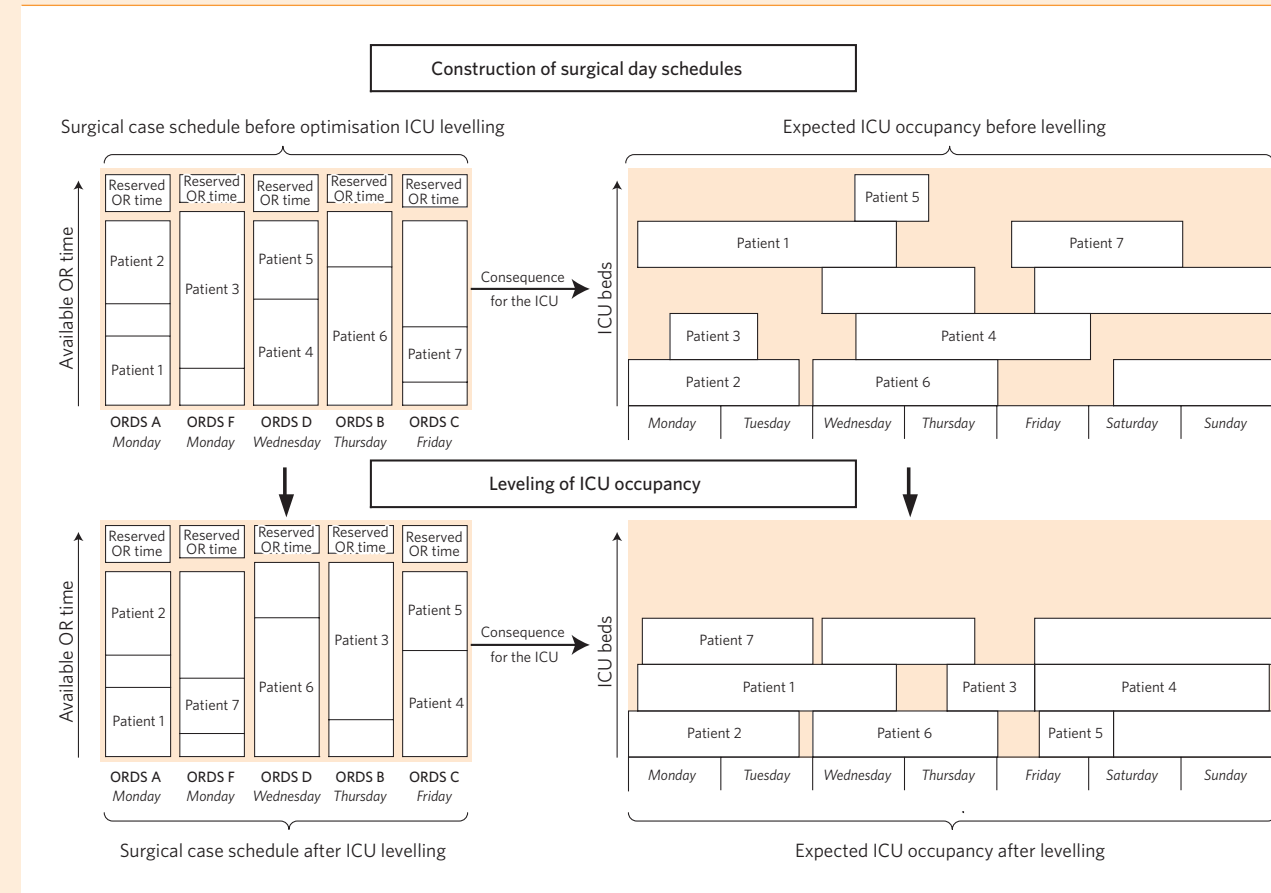 Construction of surgical day schedules
Surgical case schedule before optimisation ICU levelling
Expected ICU occupancy before levelling
Available OR time
Reserved
OR time
Reserved
OR time
Reserved
OR time
Reserved
OR time
Reserved
OR time
Patient 2
Patient 1
Patient 3
Patient 5
Patient 4
Patient 6
Patient 7
ORDS A
Monday
ORDS F
Monday
ORDS D
Wednesday
ORDS B
Thursday
ORDS C
Friday
Consequence
for the ICU
ICU beds
Patient 5
Patient 1
Patient 7
Patient 3
Patient 4
Patient 2
Patient 6
Monday
Tuesday
Wednesday
Thursday
Friday
Saturday
Sunday
Leveling of ICU occupancy
Available OR time
Reserved
OR time
Reserved
OR time
Reserved
OR time
Reserved
OR time
Reserved
OR time
Patient 2
Patient 1
Patient 7
Patient 6
Patient 3
Patient 5
Patient 4
ORDS A
Monday
ORDS F
Monday
ORDS D
Wednesday
ORDS B
Thursday
ORDS C
Friday
Consequence
for the ICU
ICU beds
Patient 7
Patient 1
Patient 3
Patient 4
Patient 2
Patient 6
Patient 5
Monday
Tuesday
Wednesday
Thursday
Friday
Saturday
Sunday
Surgical case schedule after ICU levelling
Expected ICU occupancy after levelling